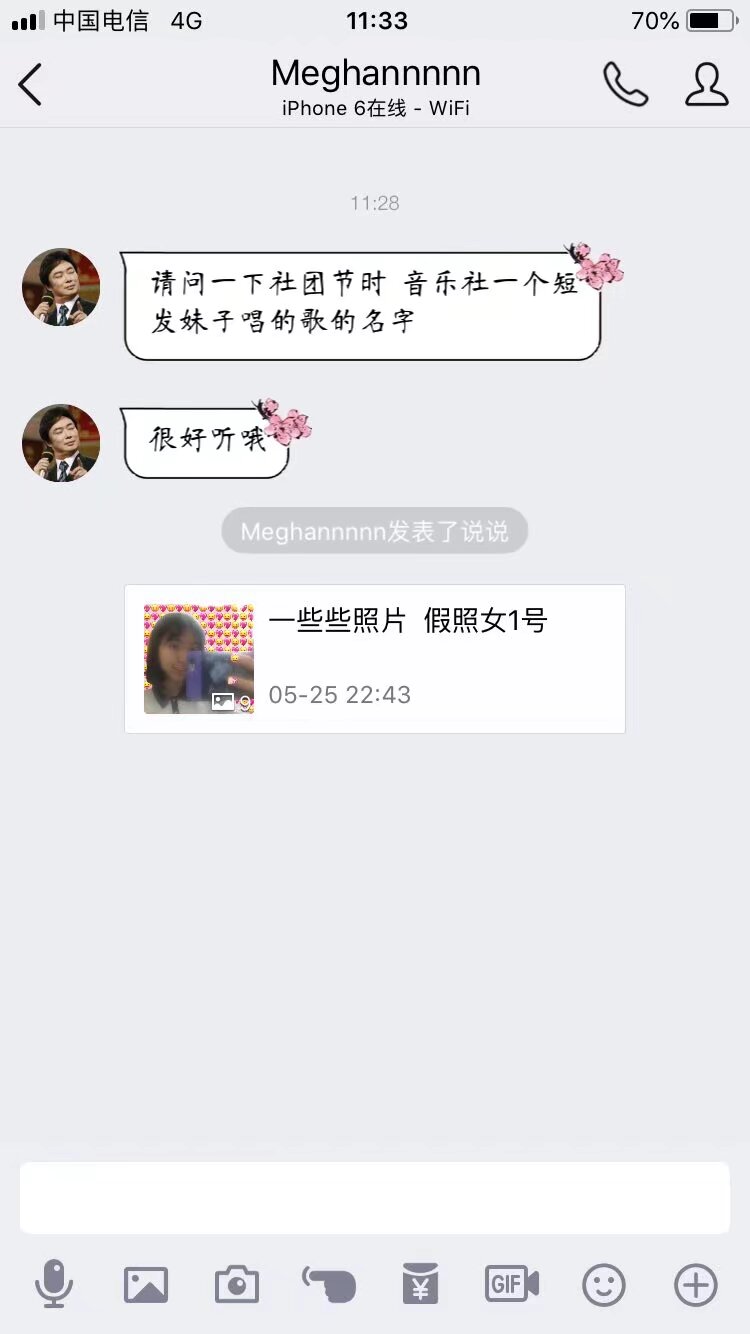 中国电信 4G 11:33 70%
Meghannnnn
iPhone 6在线 - WiFi
11:28
请问一下社团节时 音乐社一个短
发妹子唱的歌的名字
很好听哦
Meghannnnn发表了说说
一些些照片 假照女1号
9
05-25 22:43
GIF